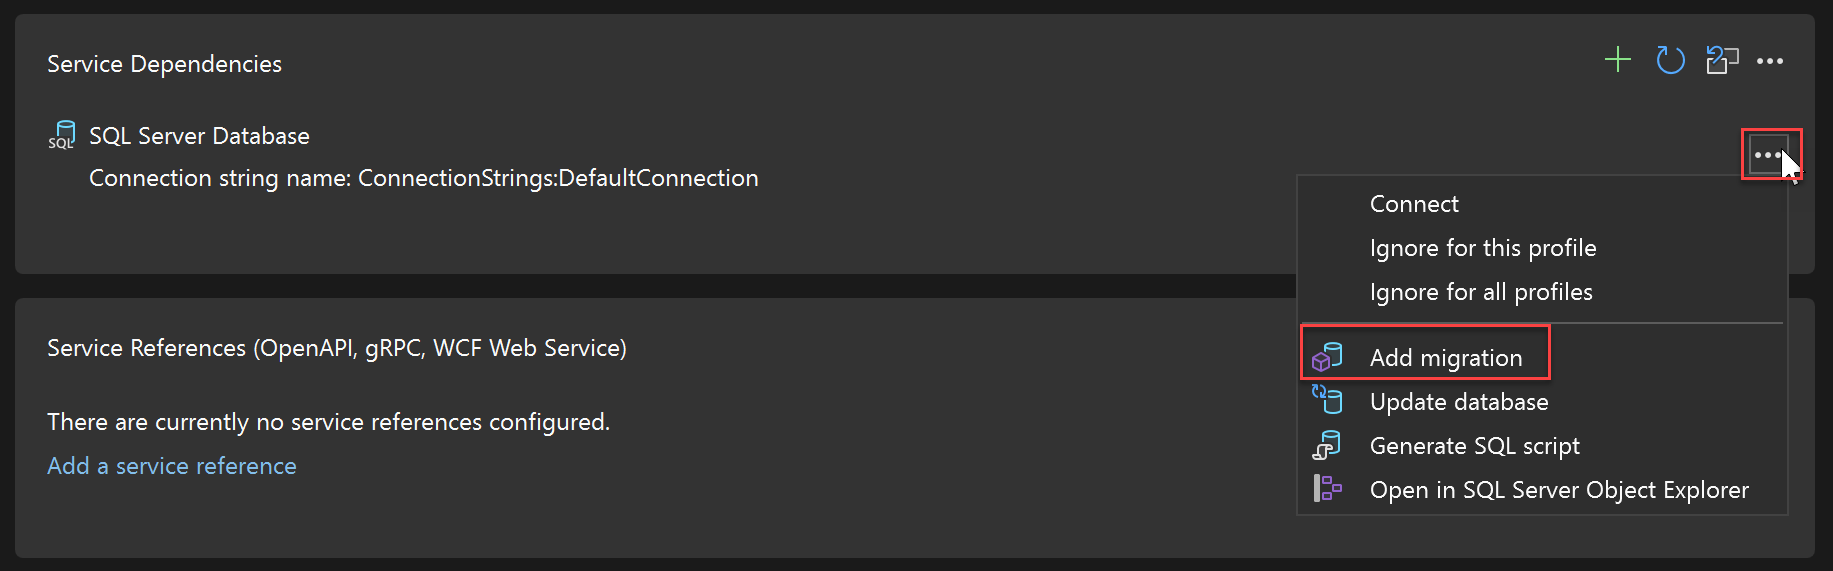 Service Dependencies
SQL
SQL Server Database
Connection string name: ConnectionStrings:DefaultConnection
Connect
Ignore for this profile
Ignore for all profiles
Add migration
Update database
Generate SQL script
Open in SQL Server Object Explorer
Service References (OpenAPI, gRPC, WCF Web Service)
There are currently no service references configured.
Add a service reference